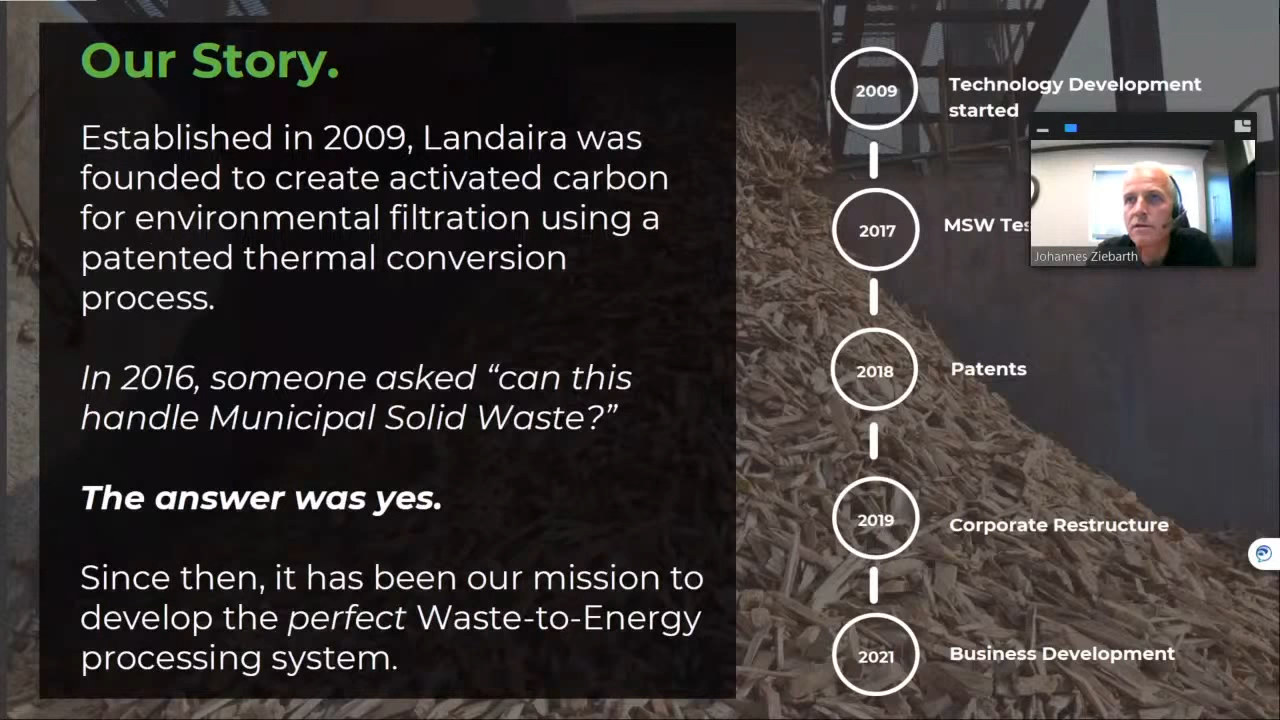 Our Story.
Established in 2009, Landaira was
founded to create activated carbon
for environmental filtration using a
patented thermal conversion
process.
In 2016, someone asked “can this
handle Municipal Solid Waste?”
The answer was yes.
Since then, it has been our mission to
develop the perfect Waste-to-Energy
processing system.
2009
Technology Development
started
2017
MSW
Johannes Ziebarth
2018
Patents
2019
Corporate Restructure
2021
Business Development